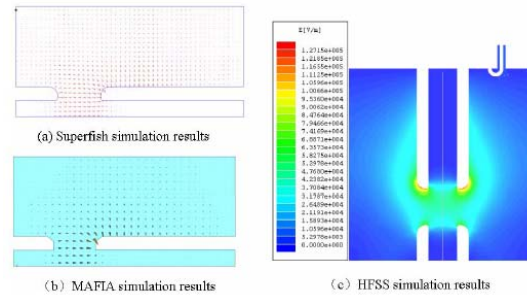 (a) Superfish simulation results
(b) MAFIA simulation results
E[V/m]
1.2715e+005
1.2185e+005
1.1655e+005
1.1125e+005
1.0596e+005
1.0066e+005
9.5360e+004
9.0062e+004
8.4764e+004
7.9466e+004
7.4169e+004
6.8871e+004
6.3573e+004
5.8275e+004
5.2978e+004
4.7680e+004
4.2382e+004
3.7084e+004
3.1787e+004
2.6489e+004
2.1191e+004
1.5893e+004
1.0596e+004
5.2978e+003
0.0000e+000
(c) HFSS simulation results